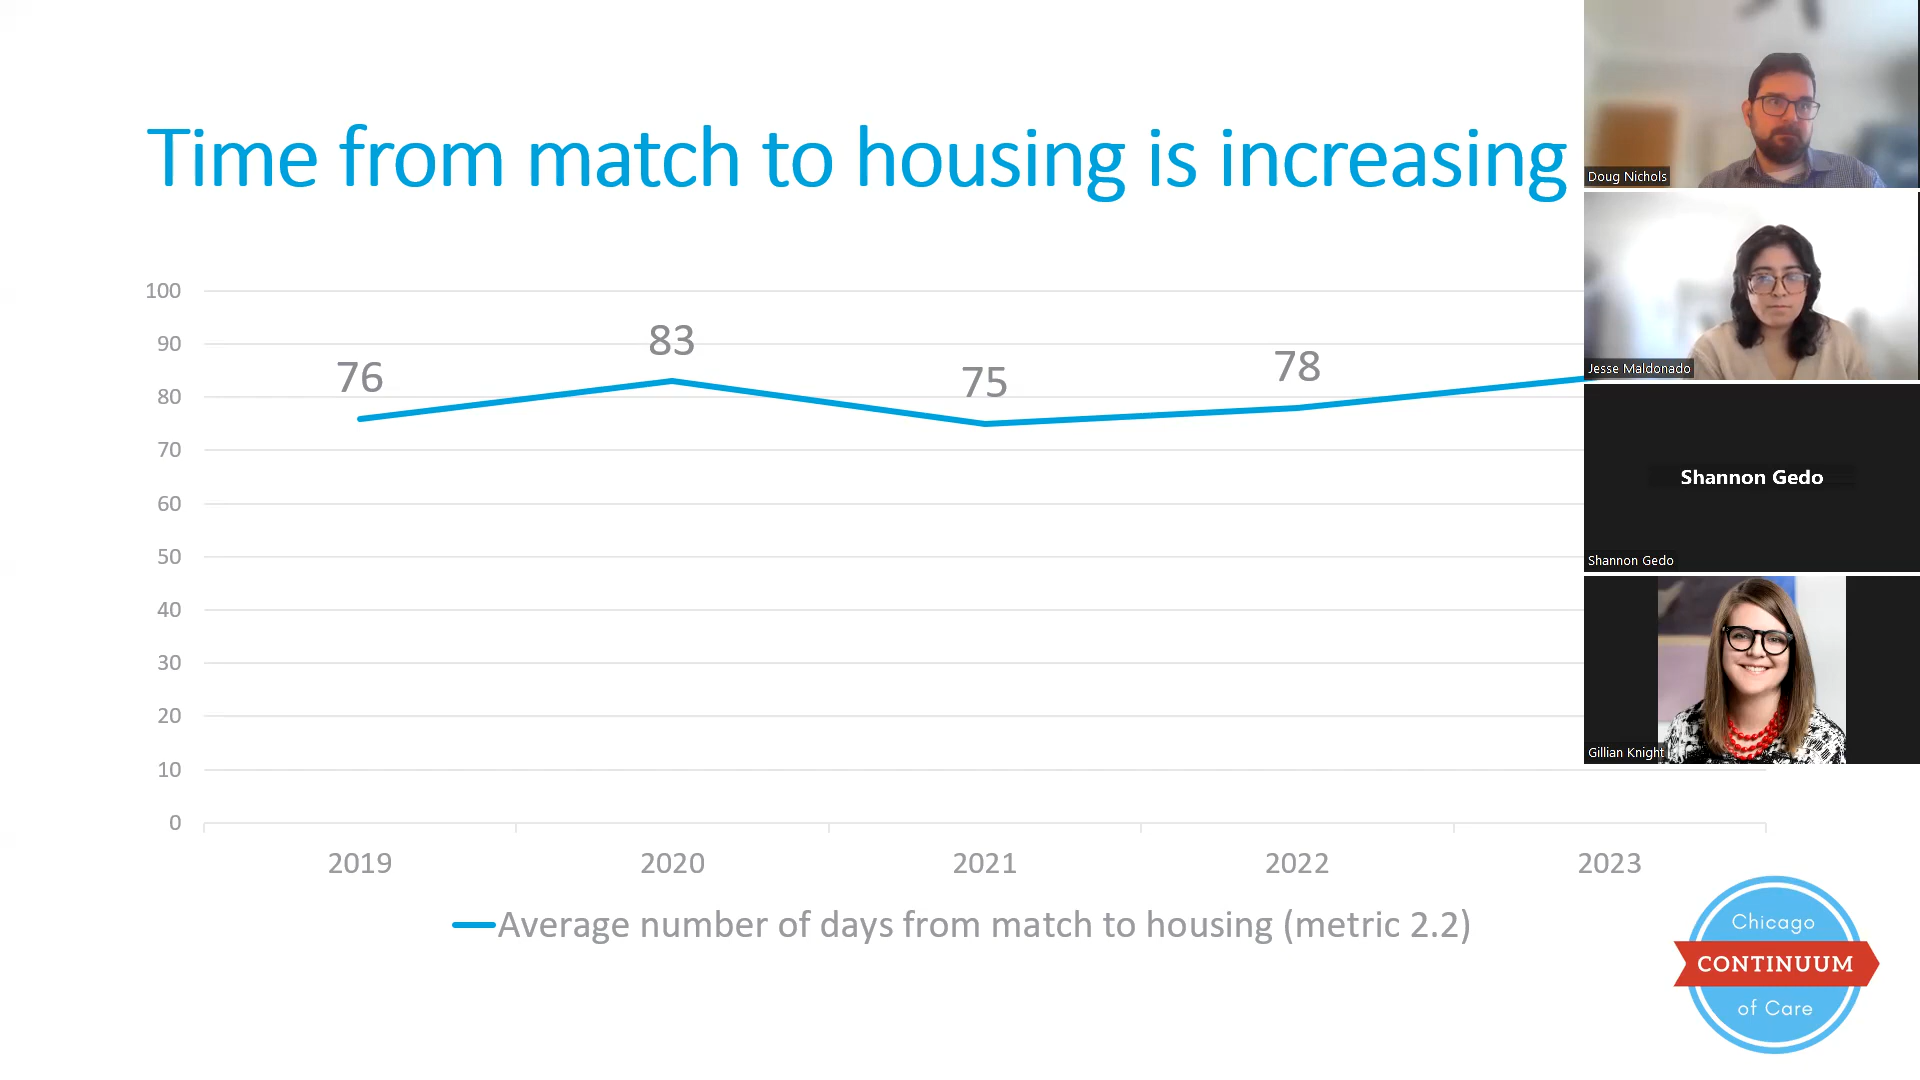 Time from match to housing is increasing
100
90
80
70
60
50
40
30
20
10
0
76
83
75
78
2019
2020
2021
2022
2023
Average number of days from match to housing (metric 2.2)
Doug Nichols
Jesse Maldonado
Shannon Gedo
Shannon Gedo
Gillian Knight
Chicago
CONTINUUM
of Care